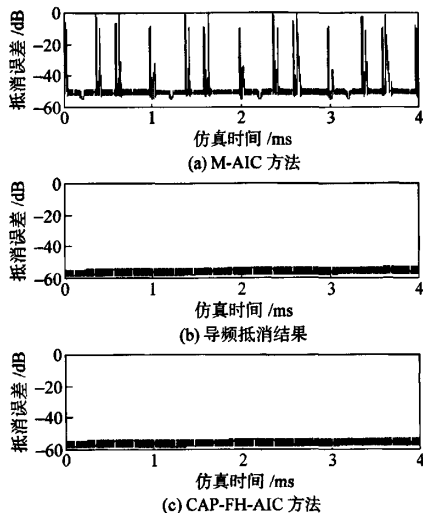 抵消误差 /dB
0
−20
−40
−60
0 1 2 3 4
仿真时间 /ms
(a) M-AIC 方法
抵消误差 /dB
0
−20
−40
−60
0 1 2 3 4
仿真时间 /ms
(b) 导频抵消结果
抵消误差 /dB
0
−20
−40
−60
0 1 2 3 4
仿真时间 /ms
(c) CAP-FH-AIC 方法